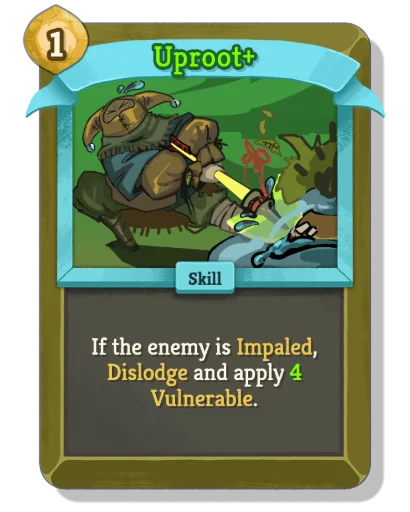 1
Uproot+
Skill
If the enemy is Impaled,
Dislodge and apply 4
Vulnerable.